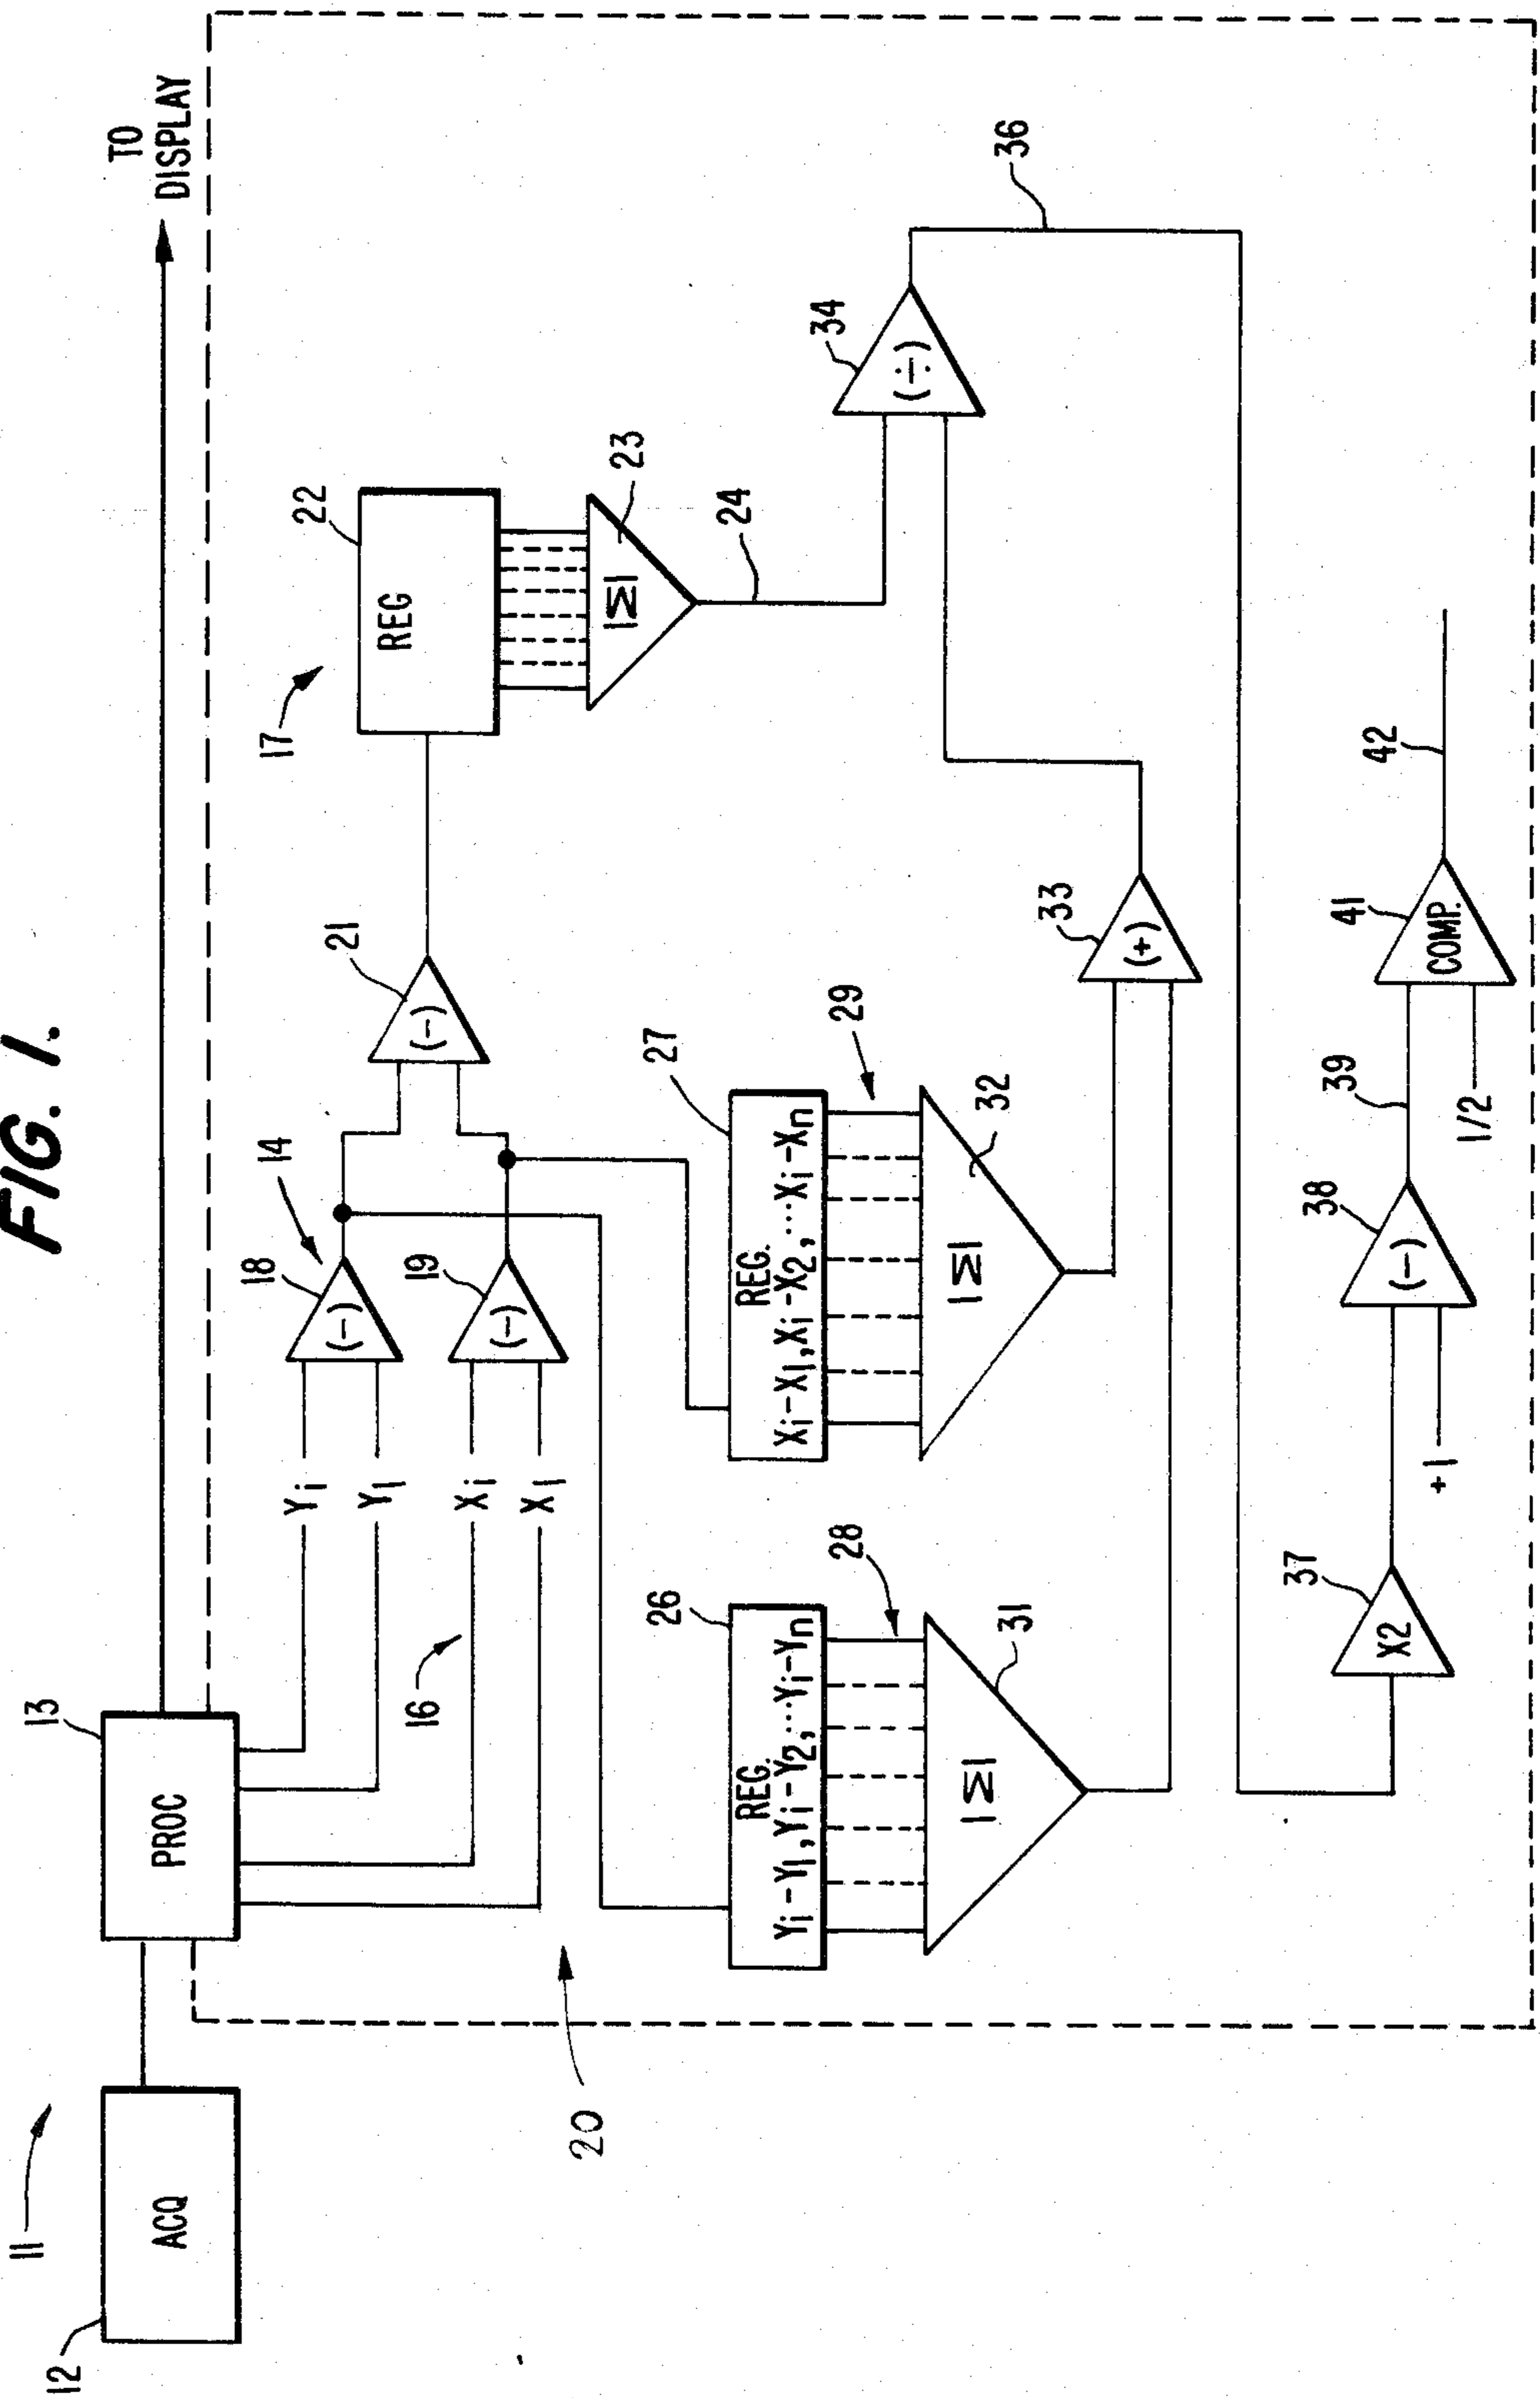 FIG. 1.
11
12
ACQ
13
PROC
TO
DISPLAY
20
16
Yi
Y1
Xi
X1
14
18
(−)
19
(−)
21
(−)
17
22
REG
23
|Σ|
24
26
REG.
Yi−Y1,Yi−Y2,...Yi−Yn
28
|Σ|
31
27
REG.
Xi−X1,Xi−X2,...Xi−Xn
29
|Σ|
32
33
(+)
34
(÷)
36
37
X2
+1
38
(−)
39
1/2
41
COMP.
42